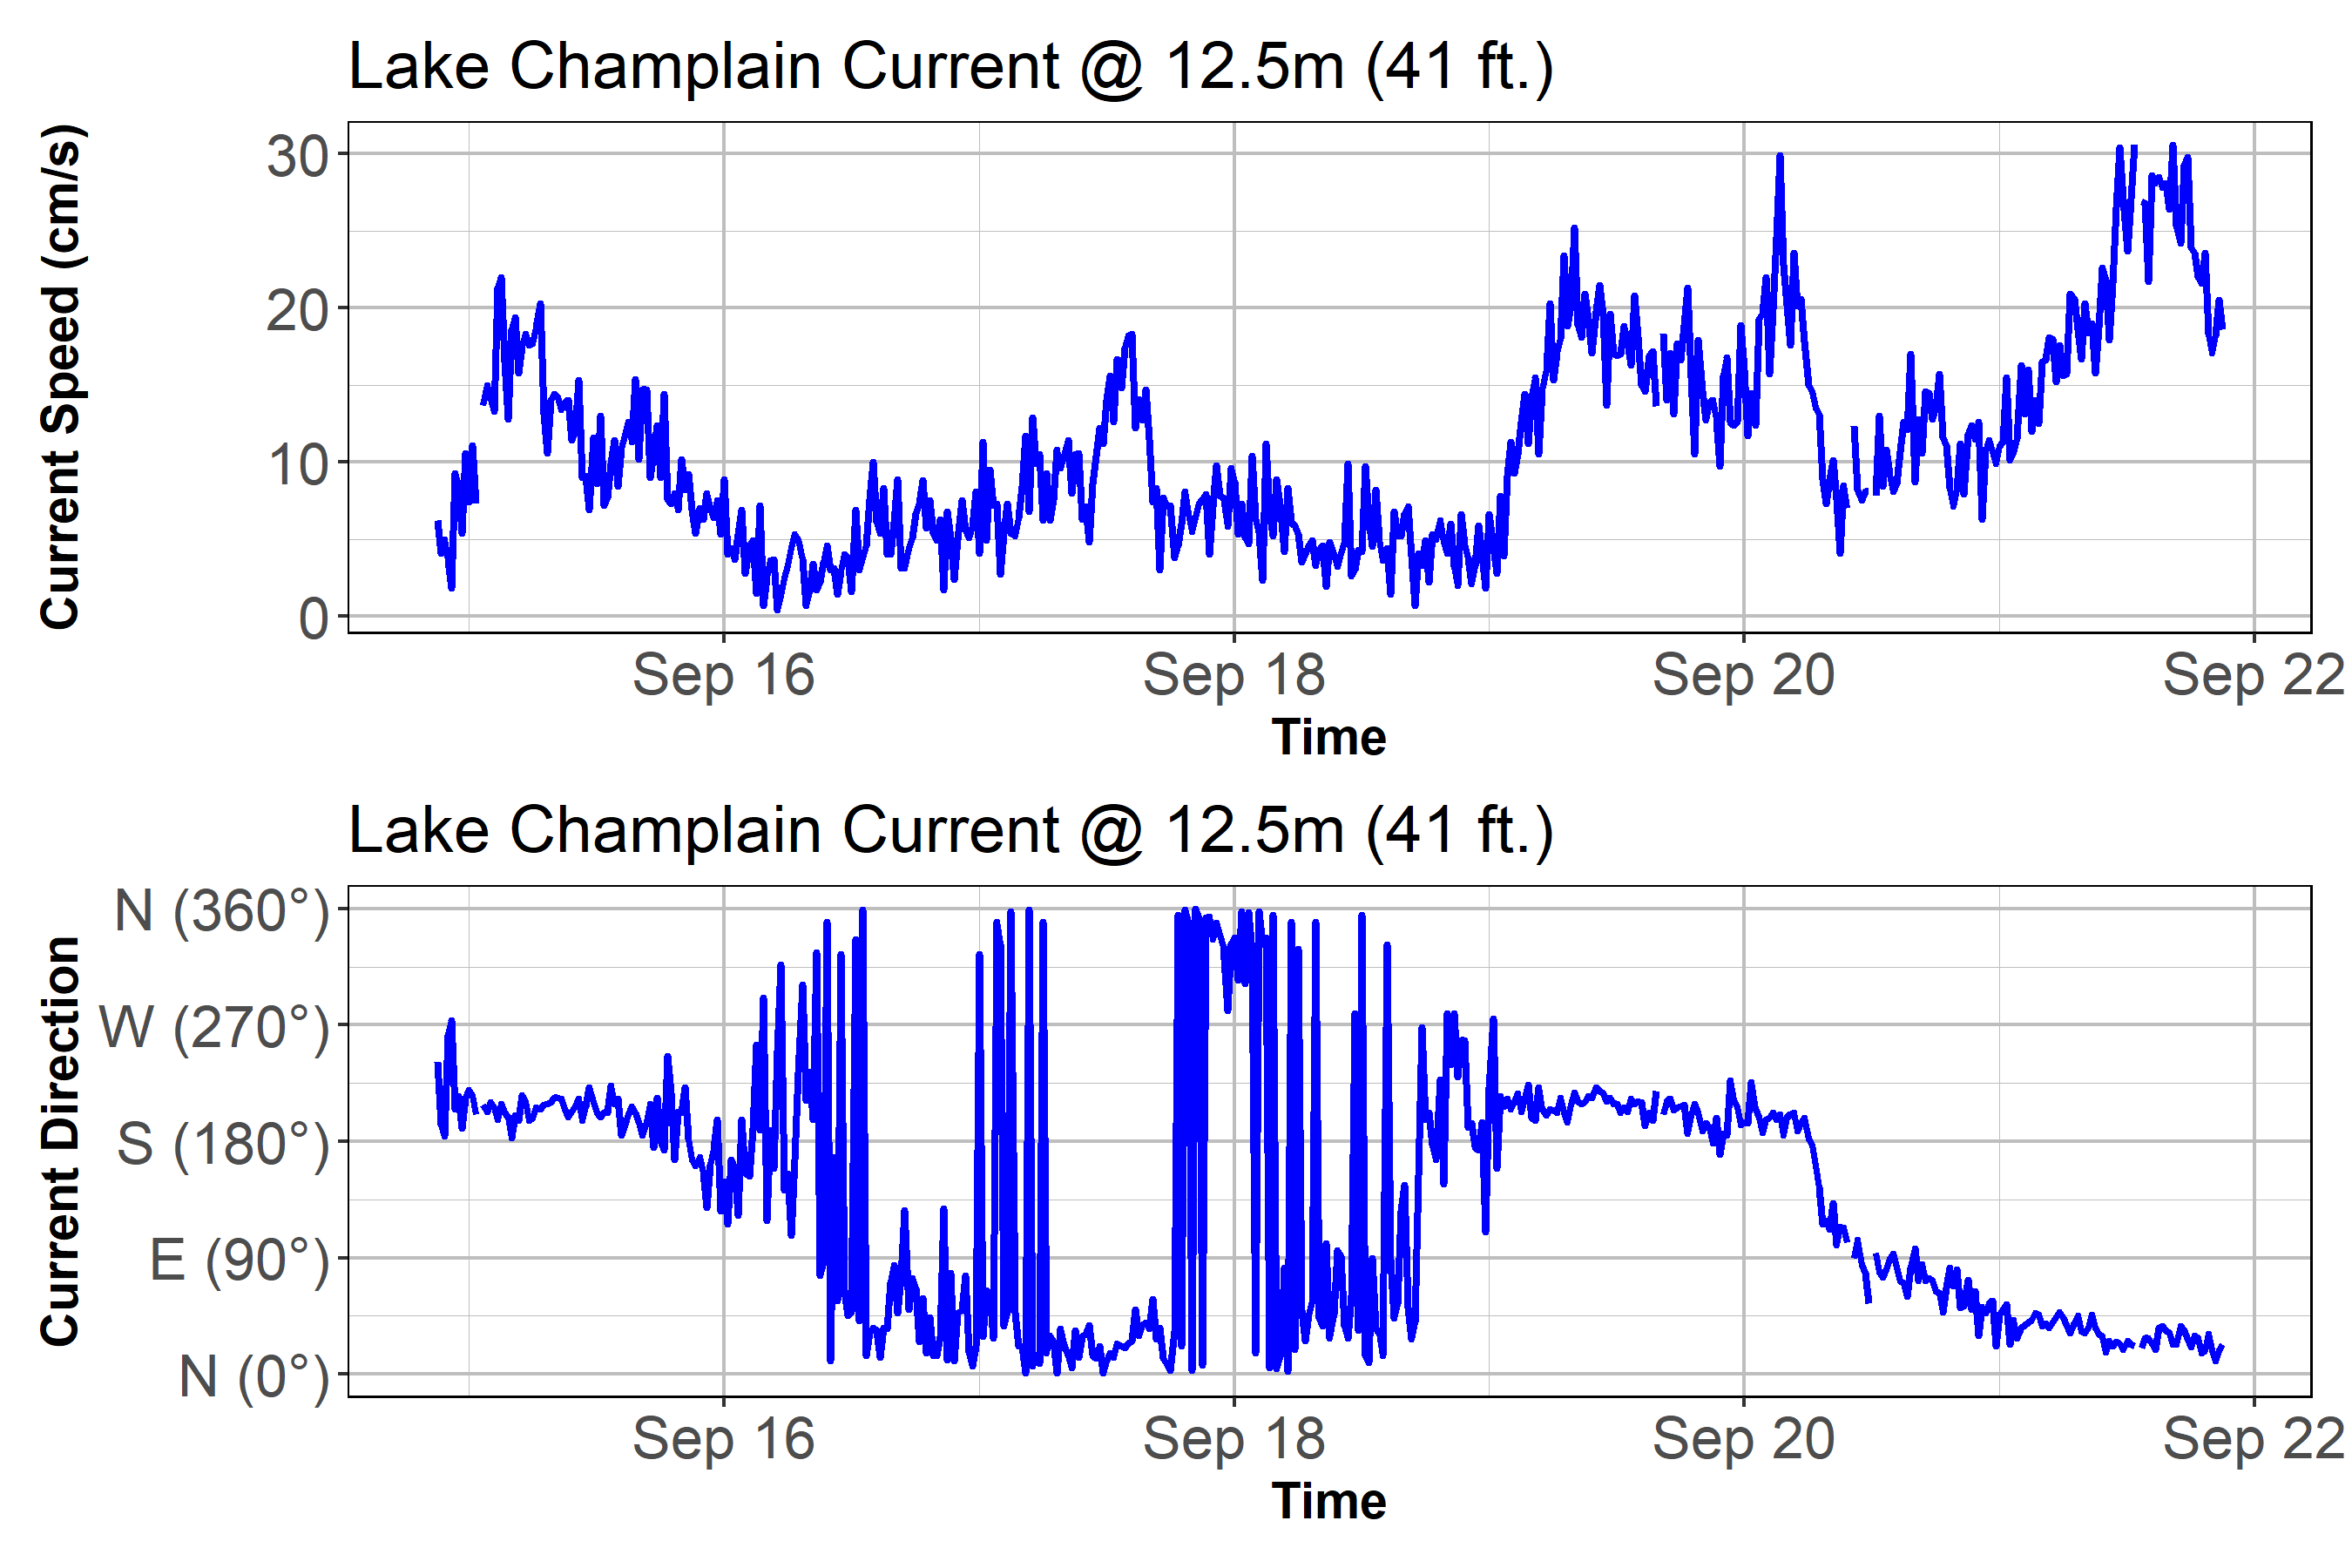 Lake Champlain Current @ 12.5m (41 ft.)
Current Speed (cm/s)
30
20
10
0
Sep 16 Sep 18 Sep 20 Sep 22
Time
Lake Champlain Current @ 12.5m (41 ft.)
Current Direction
N (360°)
W (270°)
S (180°)
E (90°)
N (0°)
Sep 16 Sep 18 Sep 20 Sep 22
Time